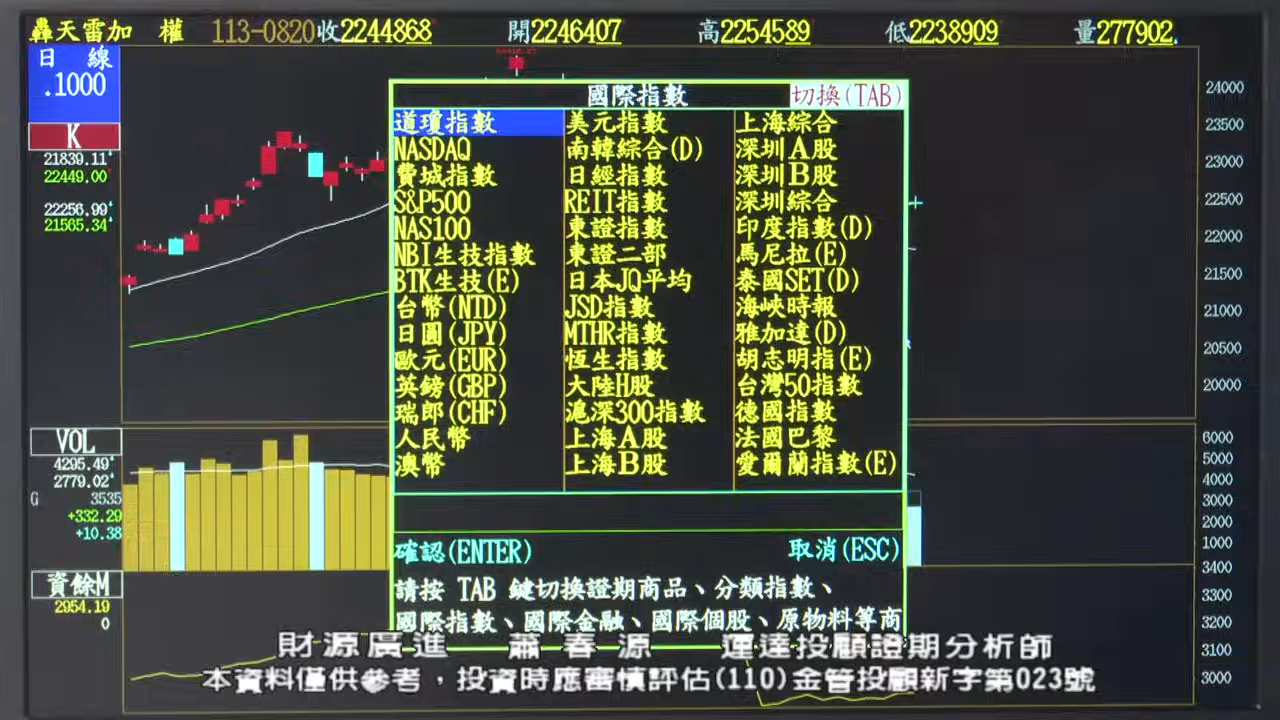 轟天雷加 權 113-0820收2244868 開2246407 高2254589 低2238909 量277902.
日 線
.1000
K
21839.11
22449.00
22256.99
21565.34
國際指數 切換(TAB)
道瓊指數 美元指數 上海綜合
NASDAQ 南韓綜合(D) 深圳A股
費城指數 日經指數 深圳B股
S&P500 REIT指數 深圳綜合
NAS100 東證指數 印度指數(D)
NBI生技指數 東證二部 馬尼拉(E)
BTK生技(E) 日本JQ平均 泰國SET(D)
台幣(NTD) JSD指數 海峽時報
日圓(JPY) MTHR指數 雅加達(D)
歐元(EUR) 恆生指數 胡志明指(E)
英鎊(GBP) 大陸H股 台灣50指數
瑞郎(CHF) 滬深300指數 德國指數
人民幣 上海A股 法國巴黎
澳幣 上海B股 愛爾蘭指數(E)
確認(ENTER) 取消(ESC)
請按 TAB 鍵切換證期商品、分類指數、
國際指數、國際金融、國際個股、原物料等商
24000
23500
23000
22500
22000
21500
21000
20500
20000
VOL
4295.49
2779.02
G 3535
+332.29
+10.38
6000
5000
4000
3000
2000
1000
資餘M
2954.19
0
3400
3300
3200
3100
3000
財源廣進 蕭春源 運達投顧證期分析師
本資料僅供參考，投資時應審慎評估(110)金管投顧新字第023號